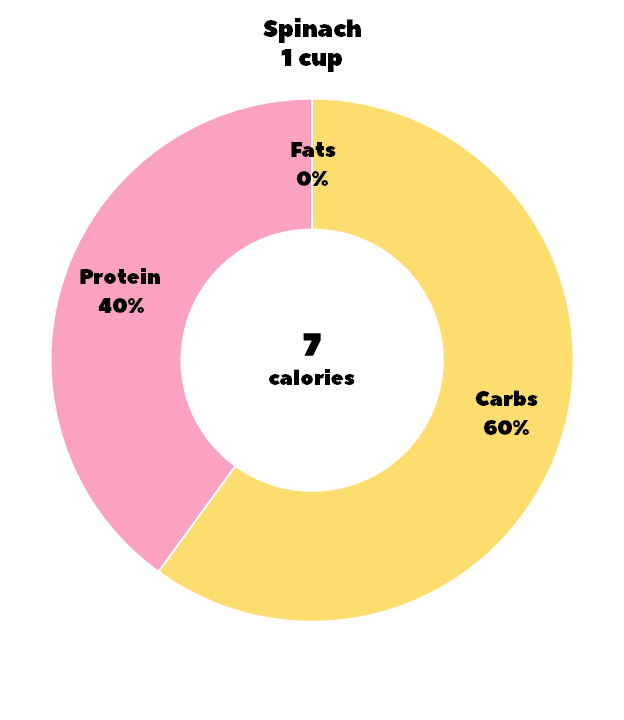 Spinach
1 cup
Fats
0%
Protein
40%
7
calories
Carbs
60%